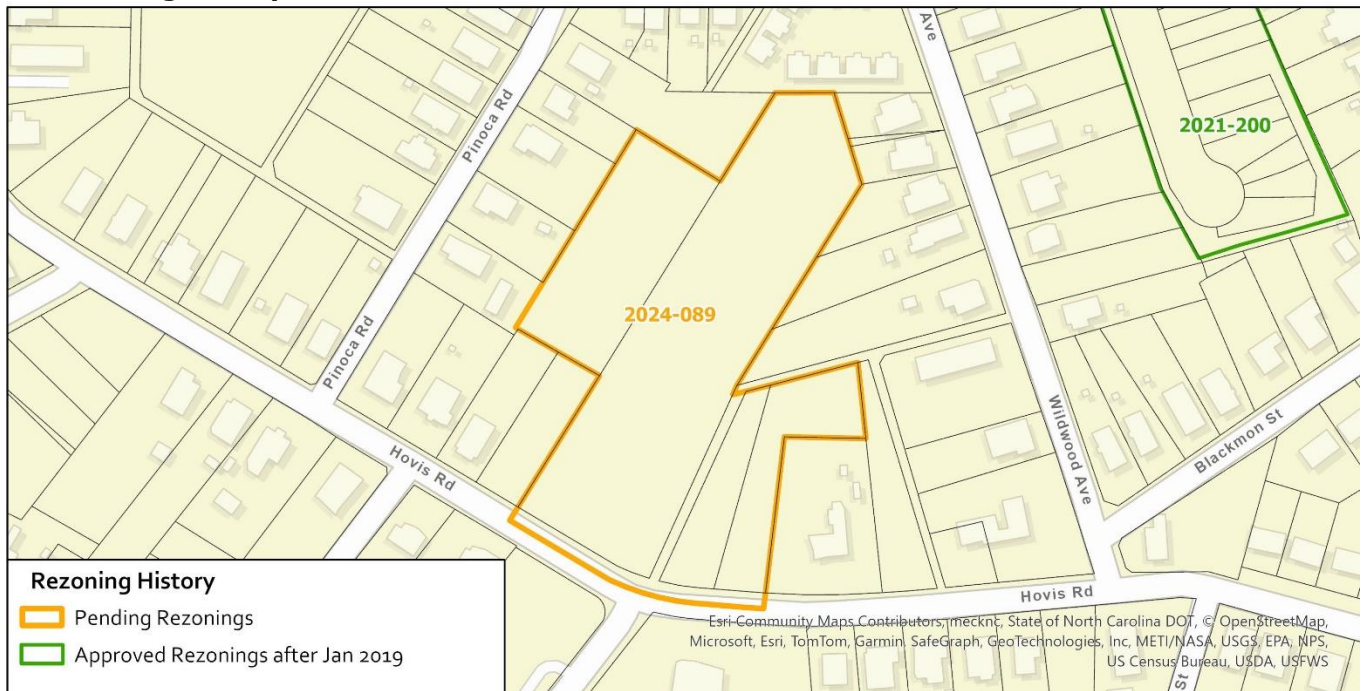 Ave
Pinoca Rd
2021-200
2024-089
Pinoca Rd
Wildwood Ave
Blackmon St
Hovis Rd
Hovis Rd
St
Rezoning History
Pending Rezonings
Approved Rezonings after Jan 2019
Esri Community Maps Contributors, mecknc, State of North Carolina DOT, © OpenStreetMap,
Microsoft, Esri, TomTom, Garmin, SafeGraph, GeoTechnologies, Inc, METI/NASA, USGS, EPA, NPS,
US Census Bureau, USDA, USFWS